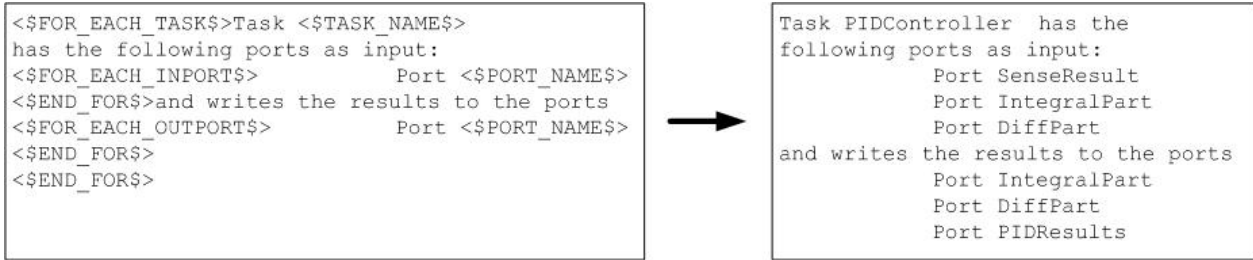 <$FOR_EACH_TASK$>Task <$TASK_NAME$>
has the following ports as input:
<$FOR_EACH_INPORT$> Port <$PORT_NAME$>
<$END_FOR$>and writes the results to the ports
<$FOR_EACH_OUTPORT$> Port <$PORT_NAME$>
<$END_FOR$>
<$END_FOR$>
Task PIDController has the
following ports as input:
Port SenseResult
Port IntegralPart
Port DiffPart
and writes the results to the ports
Port IntegralPart
Port DiffPart
Port PIDResults